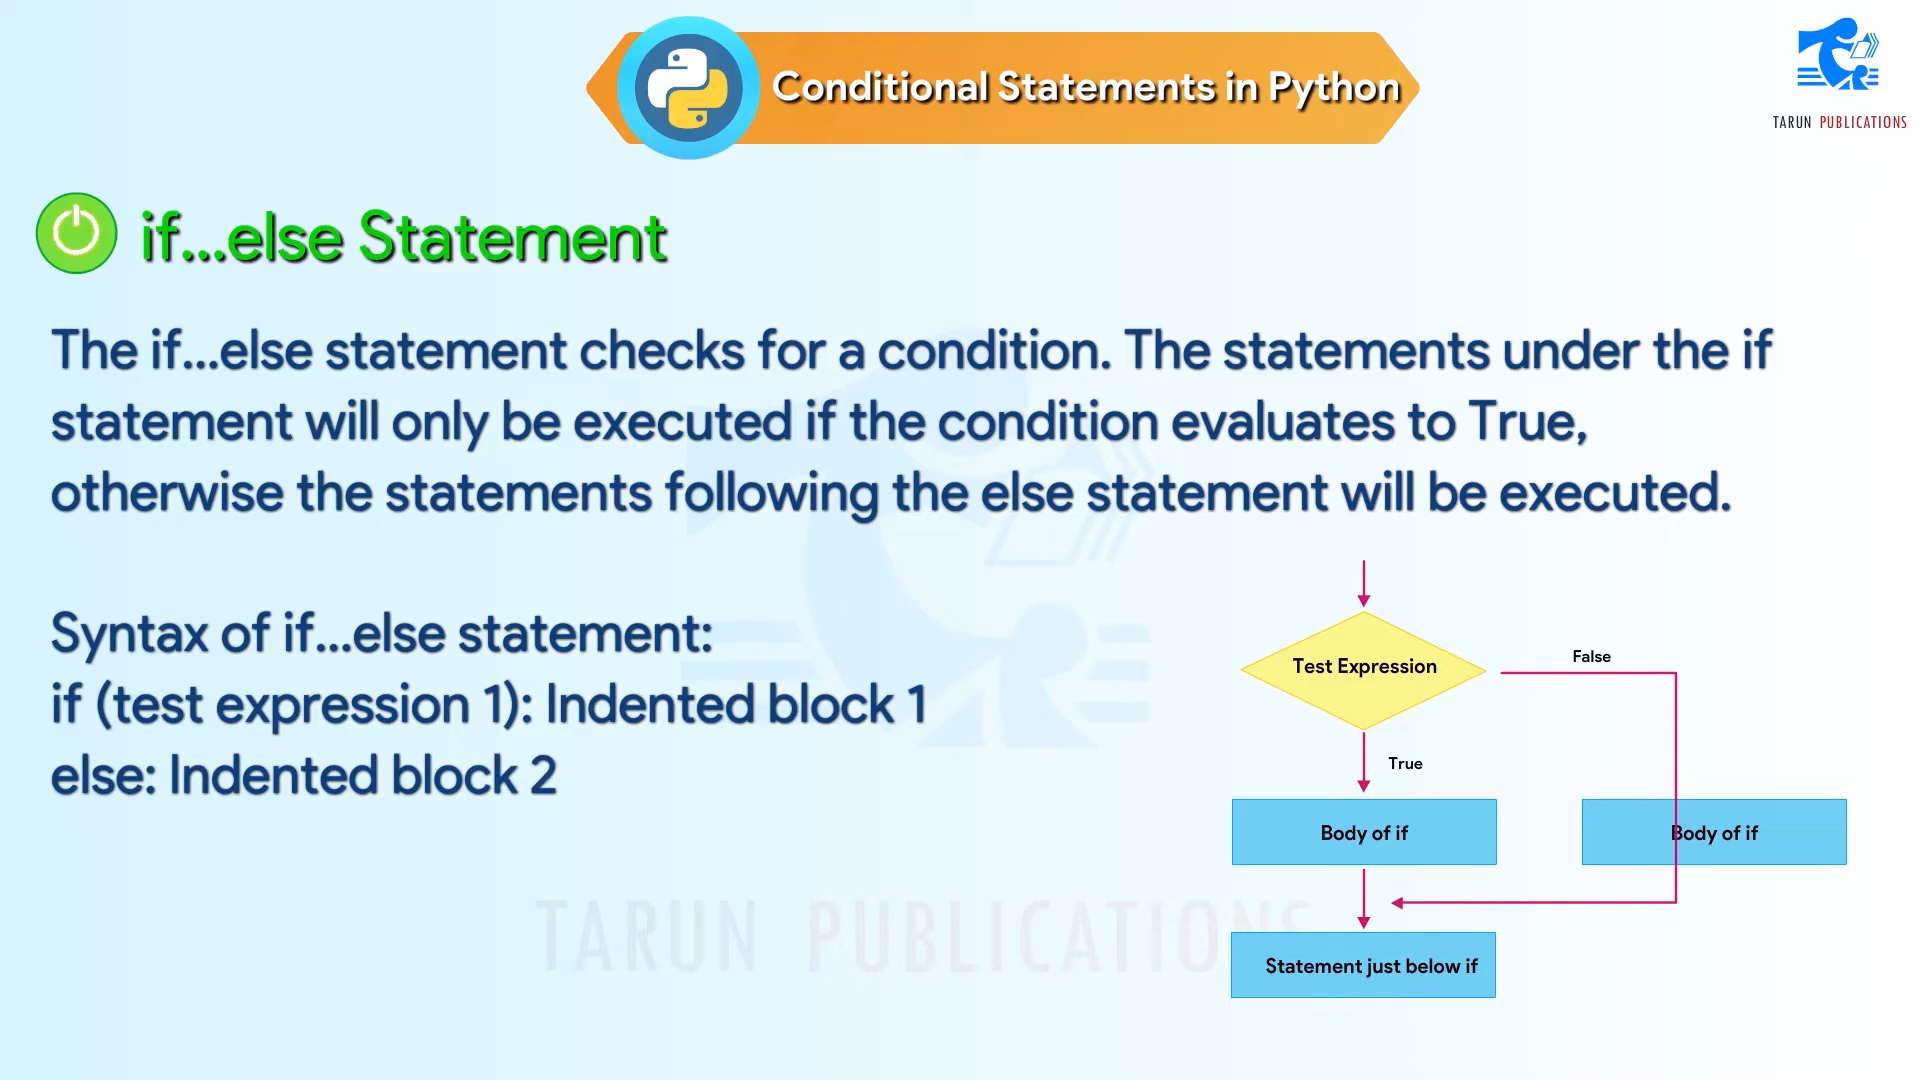 Conditional Statements in Python
TARUN PUBLICATIONS
if...else Statement
The if...else statement checks for a condition. The statements under the if
statement will only be executed if the condition evaluates to True,
otherwise the statements following the else statement will be executed.
Syntax of if...else statement:
if (test expression 1): Indented block 1
else: Indented block 2
Test Expression
False
True
Body of if
Body of if
Statement just below if
TARUN PUBLICATIONS